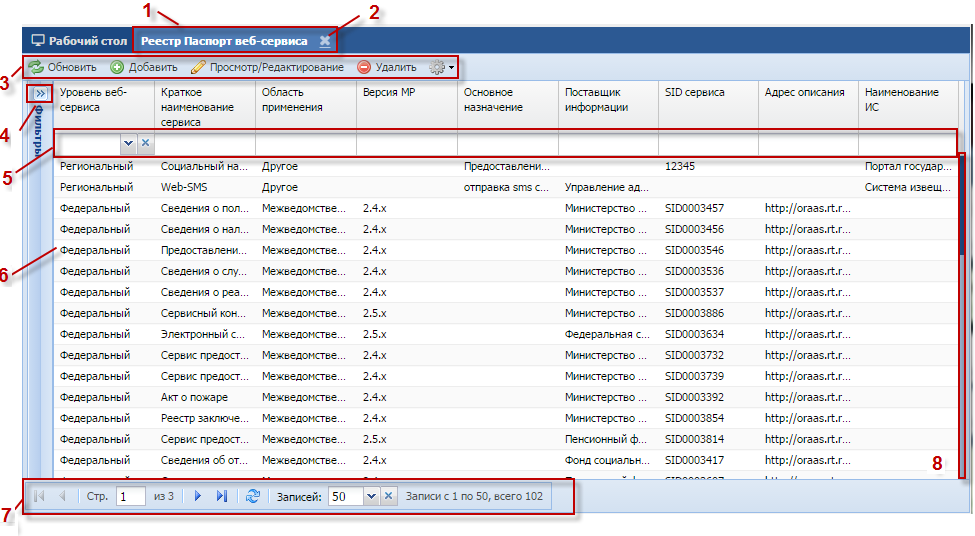 1
2
Рабочий стол Реестр Паспорт веб-сервиса
3
Обновить Добавить Просмотр/Редактирование Удалить
4
Фильтры
Уровень веб-сервиса Краткое наименование сервиса Область применения Версия МР Основное назначение Поставщик информации SID сервиса Адрес описания Наименование ИС
5
Региональный Социальный на... Другое Предоставлени... 12345 Портал государ...
Региональный Web-SMS Другое отправка sms с... Управление ад... Система извещ...
Федеральный Сведения о пол... Межведомстве... 2.4.x Министерство ... SID0003457 http://oraas.rt.r...
Федеральный Сведения о нал... Межведомстве... 2.4.x Министерство ... SID0003456 http://oraas.rt.r...
6
Федеральный Предоставлени... Межведомстве... 2.4.x Министерство ... SID0003546 http://oraas.rt.r...
Федеральный Сведения о слу... Межведомстве... 2.4.x Министерство ... SID0003536 http://oraas.rt.r...
Федеральный Сведения о реа... Межведомстве... 2.4.x Министерство ... SID0003537 http://oraas.rt.r...
Федеральный Сервисный кон... Межведомстве... 2.5.x Министерство ... SID0003886 http://oraas.rt.r...
Федеральный Электронный с... Межведомстве... 2.5.x Федеральная с... SID0003634 http://oraas.rt.r...
Федеральный Сервис предост... Межведомстве... 2.4.x Министерство ... SID0003732 http://oraas.rt.r...
Федеральный Сервис предост... Межведомстве... 2.4.x Министерство ... SID0003739 http://oraas.rt.r...
Федеральный Акт о пожаре Межведомстве... 2.4.x Министерство ... SID0003392 http://oraas.rt.r...
Федеральный Реестр заключе... Межведомстве... 2.4.x Министерство ... SID0003854 http://oraas.rt.r...
Федеральный Сервис предост... Межведомстве... 2.5.x Пенсионный ф... SID0003814 http://oraas.rt.r...
Федеральный Сведения об от... Межведомстве... 2.4.x Фонд социальн... SID0003417 http://oraas.rt.r...
8
Стр. 1 из 3 Записей: 50 Записи с 1 по 50, всего 102
7